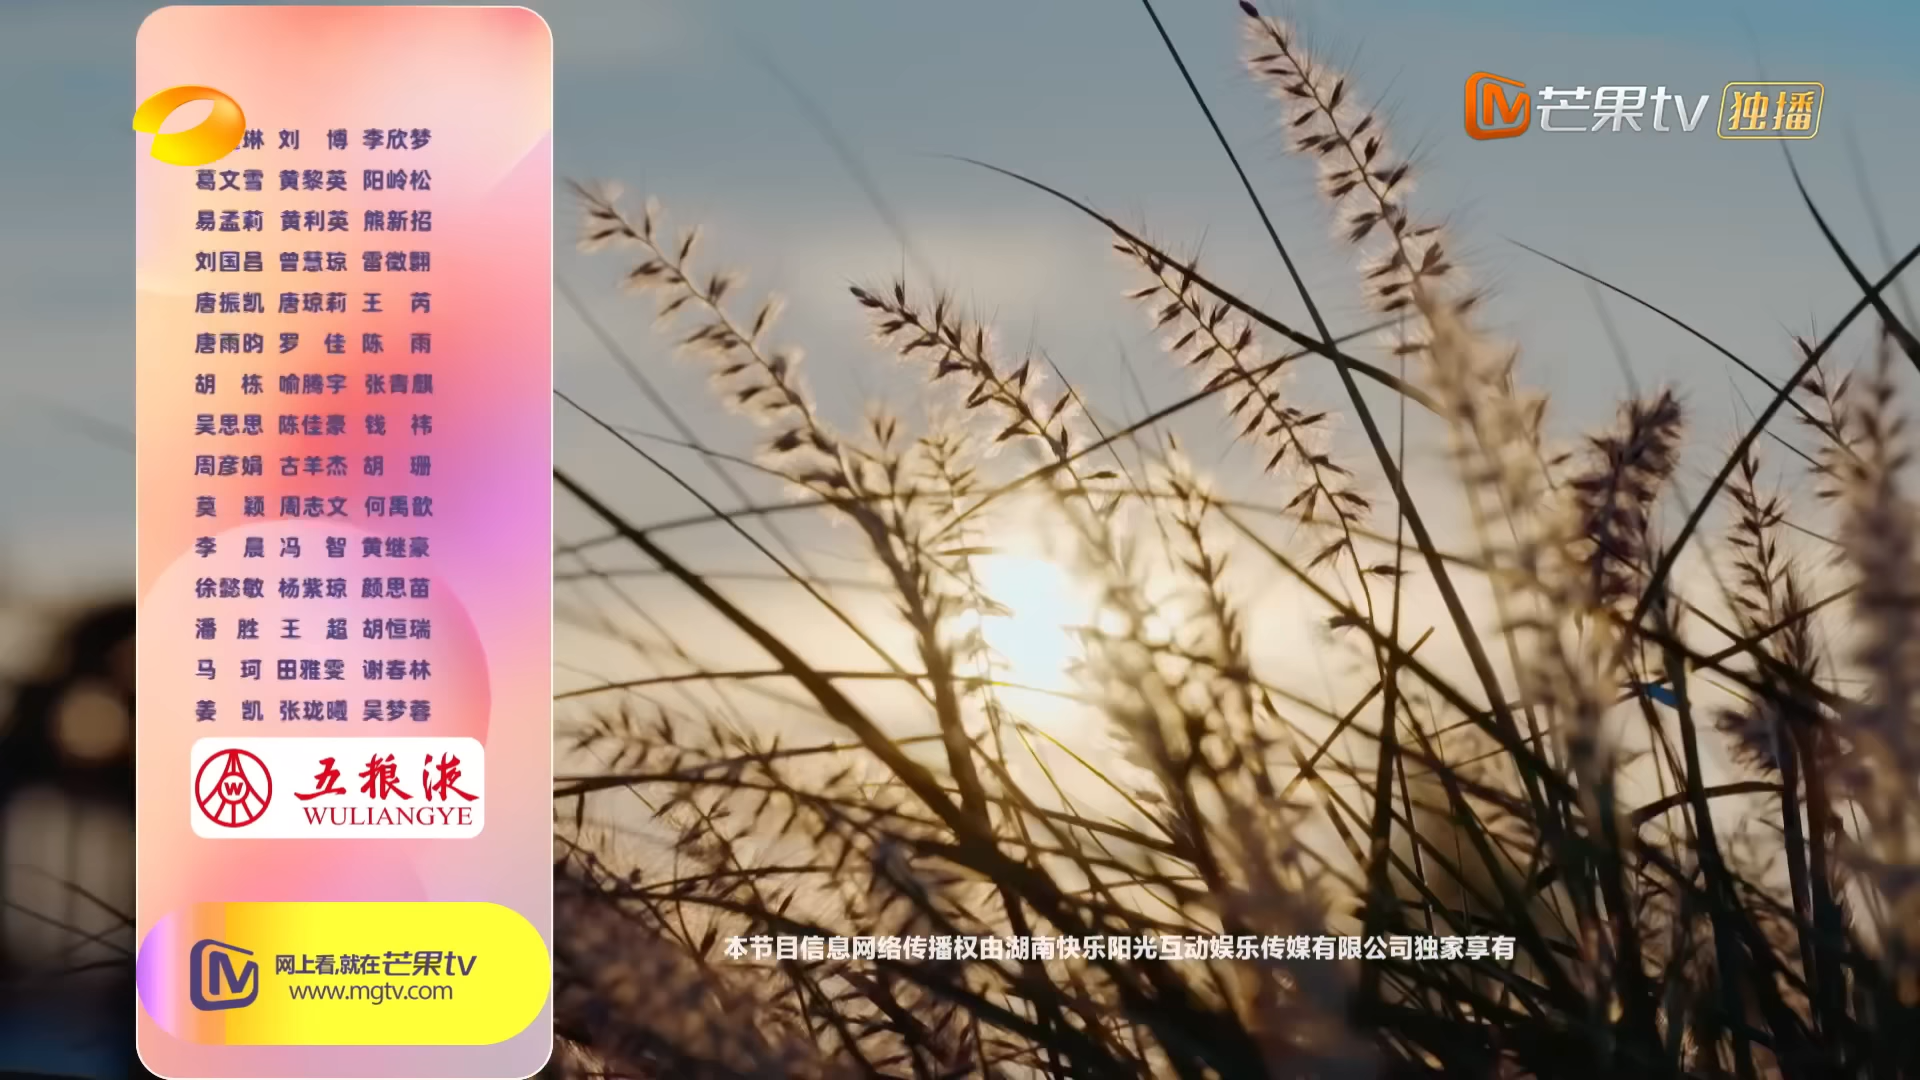 琳 刘 博 李欣梦
葛文雪 黄黎英 阳岭松
易孟莉 黄利英 熊新招
刘国昌 曾慧琼 雷微翾
唐振凯 唐琼莉 王 芮
唐雨昀 罗 佳 陈 雨
胡 栋 喻腾宇 张青麒
吴思思 陈佳豪 钱 祎
周彦娟 古羊杰 胡 珊
莫 颖 周志文 何禹歆
李 晨 冯 智 黄继豪
徐懿敏 杨紫琼 颜思苗
潘 胜 王 超 胡恒瑞
马 珂 田雅雯 谢春林
姜 凯 张珑曦 吴梦蓉
五粮液
WULIANGYE
网上看,就在芒果tv
www.mgtv.com
芒果tv 独播
本节目信息网络传播权由湖南快乐阳光互动娱乐传媒有限公司独家享有